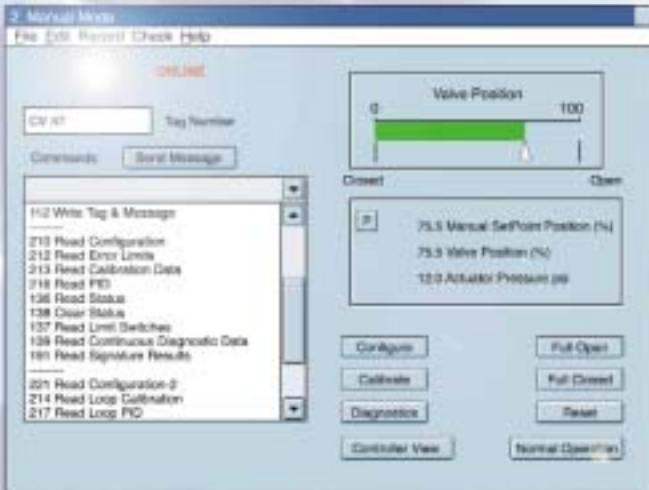 2. Manual Mode
File Edit Record Check Help
ONLINE
Tag Number
Commands Send Message
112 Write Tag & Message
--------
210 Read Configuration
212 Read Error Limits
213 Read Calibration Data
216 Read PID
136 Read Status
138 Clear Status
137 Read Limit Switches
139 Read Continuous Diagnostic Data
191 Read Signature Results
--------
221 Read Configuration-2
214 Read Loop Calibration
217 Read Loop PID
Valve Position
0 100
Closed Open
P
75.5 Manual SetPoint Position (%)
75.5 Valve Position (%)
12.0 Actuator Pressure psi
Configure Full Open
Calibrate Full Closed
Diagnostics Reset
Controller View Normal Operation